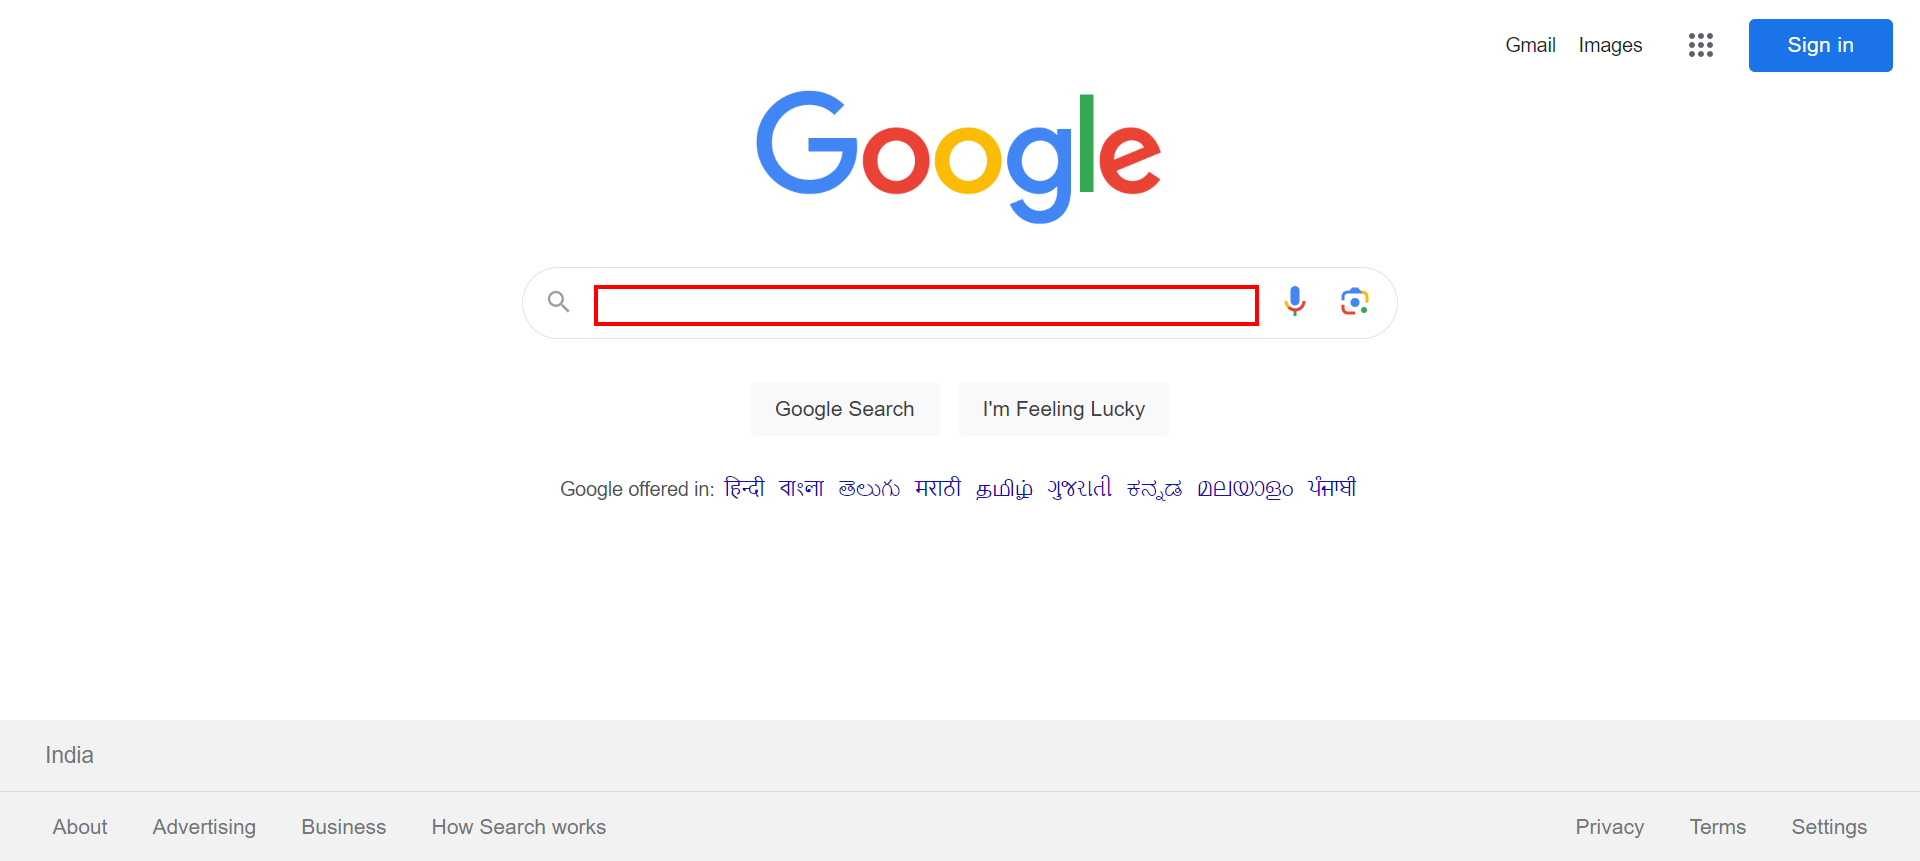 Gmail Images Sign in
Google
Google Search I'm Feeling Lucky
Google offered in: हिन्दी বাংলা తెలుగు मराठी தமிழ் ગુજરાતી ಕನ್ನಡ മലയാളം ਪੰਜਾਬੀ
India
About Advertising Business How Search works Privacy Terms Settings